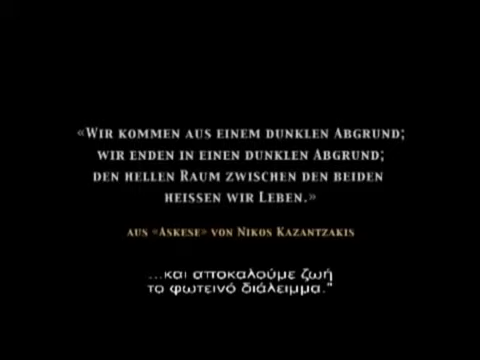 «Wir kommen aus einem dunklen Abgrund;
wir enden in einen dunklen Abgrund;
den hellen Raum zwischen den beiden
heissen wir Leben.»
aus «Askese» von Nikos Kazantzakis
...και αποκαλούμε ζωή
το φωτεινό διάλειμμα."